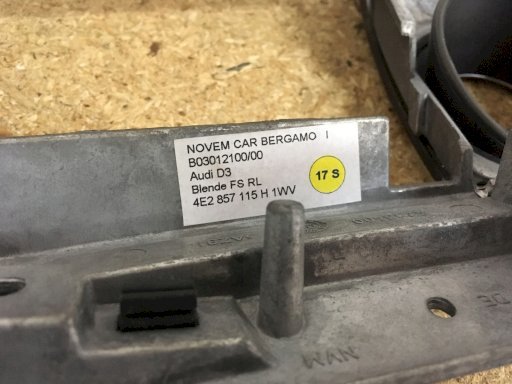 NOVEM CAR BERGAMO I
B03012100/00
Audi D3
Blende FS RL
4E2 857 115 H 1WV
17 S